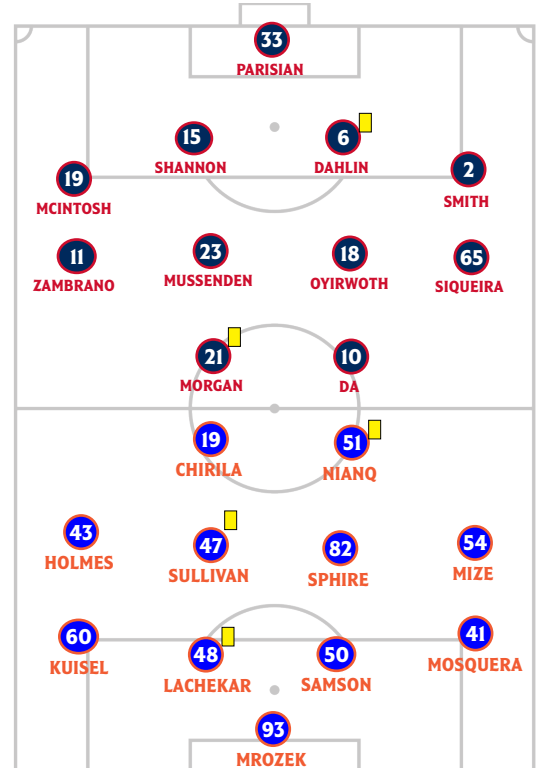 33
PARISIAN
15
SHANNON
6
DAHLIN
19
MCINTOSH
2
SMITH
11
ZAMBRANO
23
MUSSENDEN
18
OYIRWOTH
65
SIQUEIRA
21
MORGAN
10
DA
19
CHIRILA
51
NIANQ
43
HOLMES
47
SULLIVAN
82
SPHIRE
54
MIZE
60
KUISEL
48
LACHEKAR
50
SAMSON
41
MOSQUERA
93
MROZEK